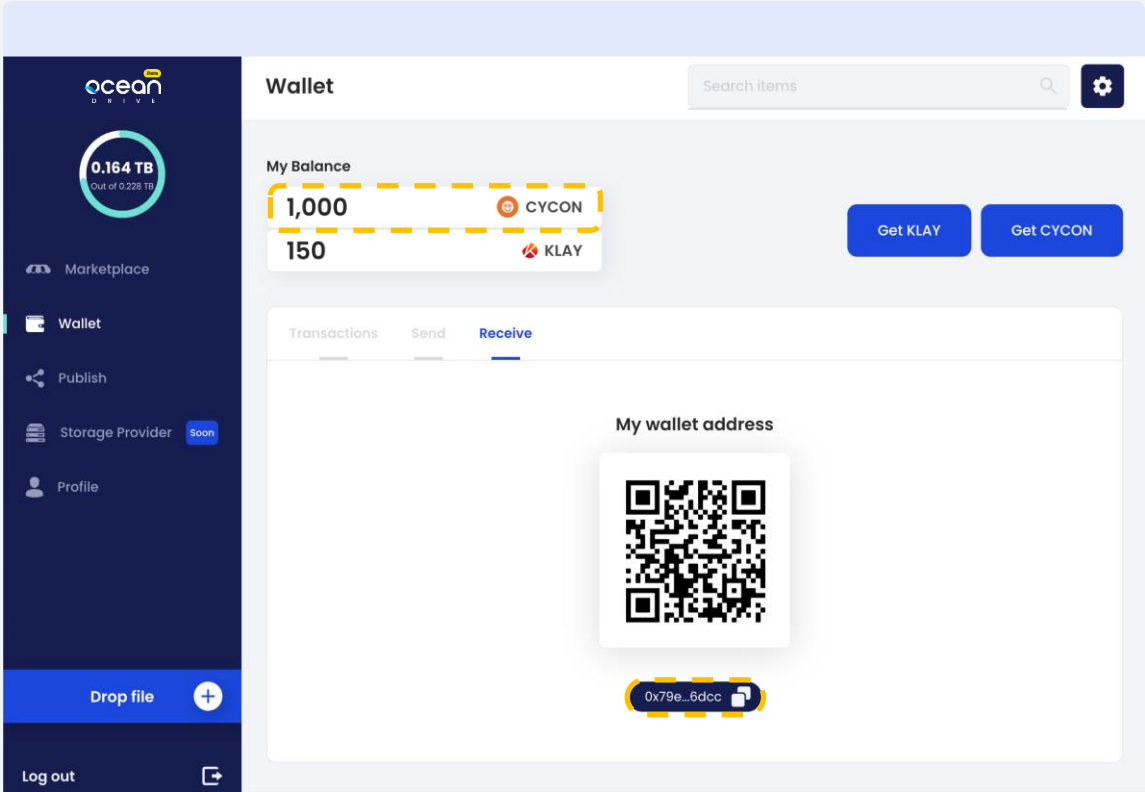 Beta
ocean
DRIVE
0.164 TB
Out of 0.228 TB
Marketplace
Wallet
Publish
Storage Provider Soon
Profile
Drop file
Log out
Wallet
Search items
My Balance
1,000 CYCON
150 KLAY
Get KLAY Get CYCON
Transactions Send Receive
My wallet address
0x79e...6dcc